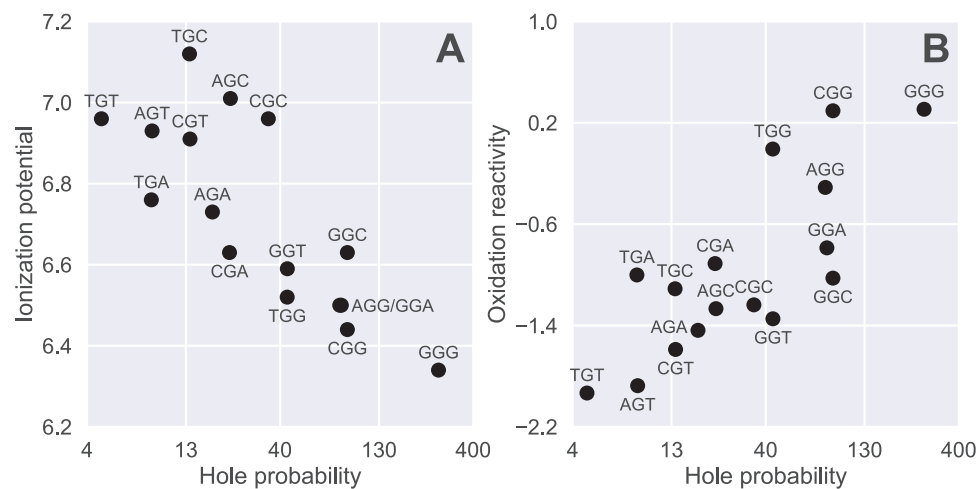 A
7.2
7.0
6.8
6.6
6.4
6.2
Ionization potential
TGC
AGC
TGT
AGT
CGT
CGC
TGA
AGA
CGA
GGT
GGC
TGG
AGG/GGA
CGG
GGG
4
13
40
130
400
Hole probability
B
1.0
0.2
−0.6
−1.4
−2.2
Oxidation reactivity
CGG
GGG
TGG
AGG
GGA
GGC
TGA
TGC
CGA
AGC
CGC
AGA
CGT
GGT
TGT
AGT
4
13
40
130
400
Hole probability